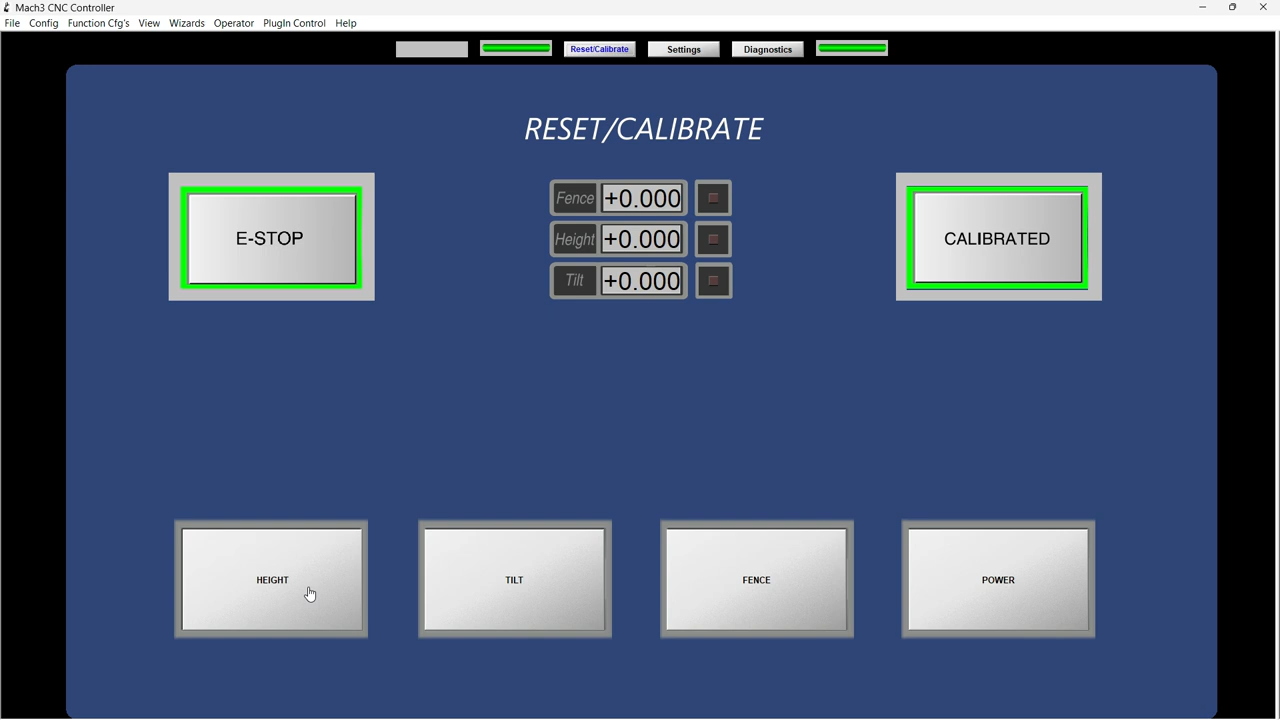 Mach3 CNC Controller
File Config Function Cfg's View Wizards Operator PlugIn Control Help
Reset/Calibrate Settings Diagnostics
RESET/CALIBRATE
E-STOP
Fence +0.000
Height +0.000
Tilt +0.000
CALIBRATED
HEIGHT TILT FENCE POWER